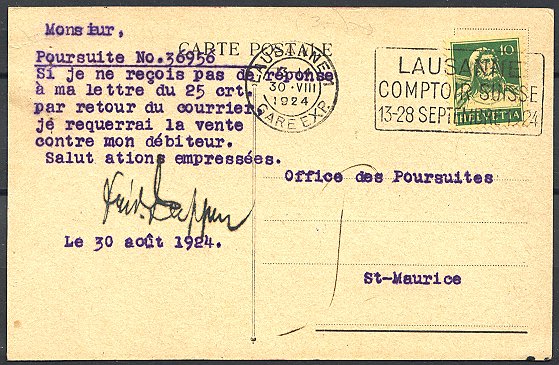 Monsieur,
CARTE POSTALE
Poursuite No.36956
Si je ne reçois pas de réponse
à ma lettre du 25 crt.
par retour du courrier,
je requerrai la vente
contre mon débiteur.
Salut ations empressées.
Le 30 août 1924.
LAUSANNE 1
30·VIII
1924
GARE EXP.
LAUSANNE
COMPTOIR SUISSE
13-28 SEPT. 1924
10
HELVETIA
Office des Poursuites
St-Maurice